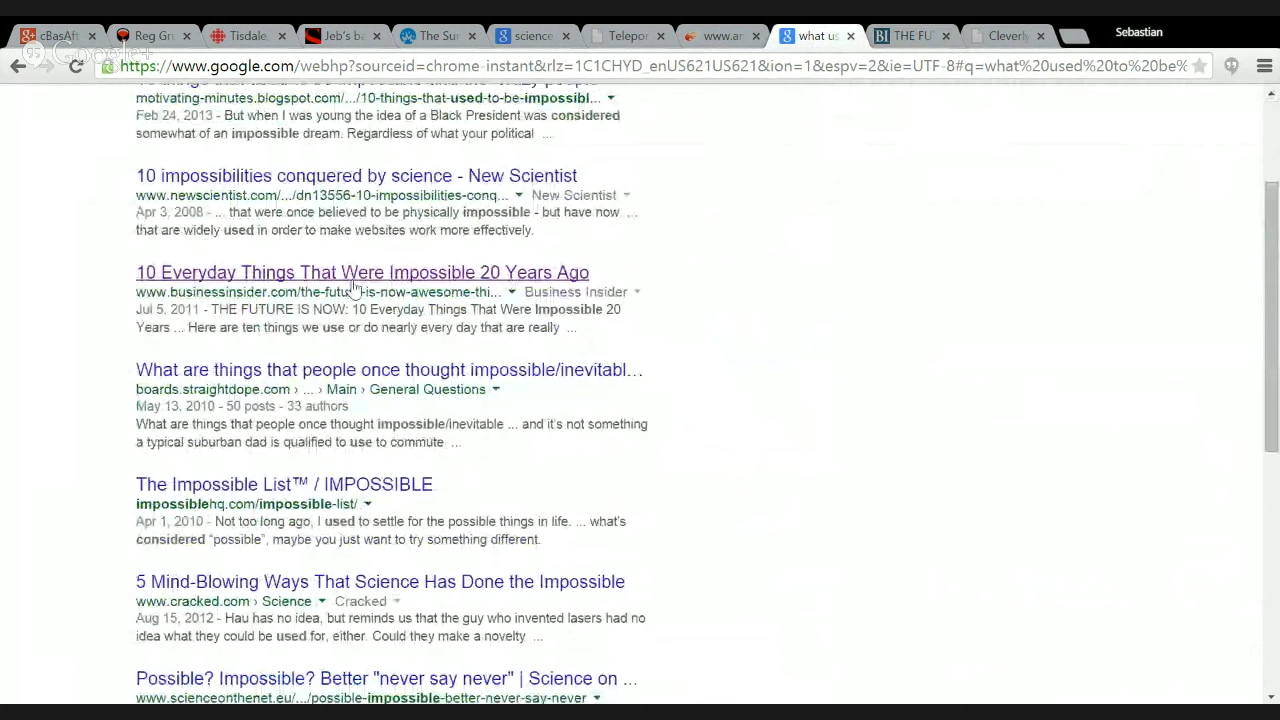 cBasAft Reg Gr Tisdale, Jeb's ba The Sur science Telepor www.an what us THE FU Cleverly Sebastian
Google+
https://www.google.com/webhp?sourceid=chrome-instant&rlz=1C1CHYD_enUS621US621&ion=1&espv=2&ie=UTF-8#q=what%20used%20to%20be%
motivating-minutes.blogspot.com/.../10-things-that-used-to-be-impossibl...
Feb 24, 2013 - But when I was young the idea of a Black President was considered
somewhat of an impossible dream. Regardless of what your political ...
10 impossibilities conquered by science - New Scientist
www.newscientist.com/.../dn13556-10-impossibilities-conq... New Scientist
Apr 3, 2008 - ... that were once believed to be physically impossible - but have now ...
that are widely used in order to make websites work more effectively.
10 Everyday Things That Were Impossible 20 Years Ago
www.businessinsider.com/the-future-is-now-awesome-thi... Business Insider
Jul 5, 2011 - THE FUTURE IS NOW: 10 Everyday Things That Were Impossible 20
Years ... Here are ten things we use or do nearly every day that are really ...
What are things that people once thought impossible/inevitabl...
boards.straightdope.com › ... › Main › General Questions
May 13, 2010 - 50 posts - 33 authors
What are things that people once thought impossible/inevitable ... and it's not something
a typical suburban dad is qualified to use to commute ...
The Impossible List™ / IMPOSSIBLE
impossiblehq.com/impossible-list/
Apr 1, 2010 - Not too long ago, I used to settle for the possible things in life. ... what's
considered "possible", maybe you just want to try something different.
5 Mind-Blowing Ways That Science Has Done the Impossible
www.cracked.com › Science Cracked
Aug 15, 2012 - Hau has no idea, but reminds us that the guy who invented lasers had no
idea what they could be used for, either. Could they make a novelty ...
Possible? Impossible? Better "never say never" | Science on ...
www.scienceonthenet.eu/.../possible-impossible-better-never-say-never